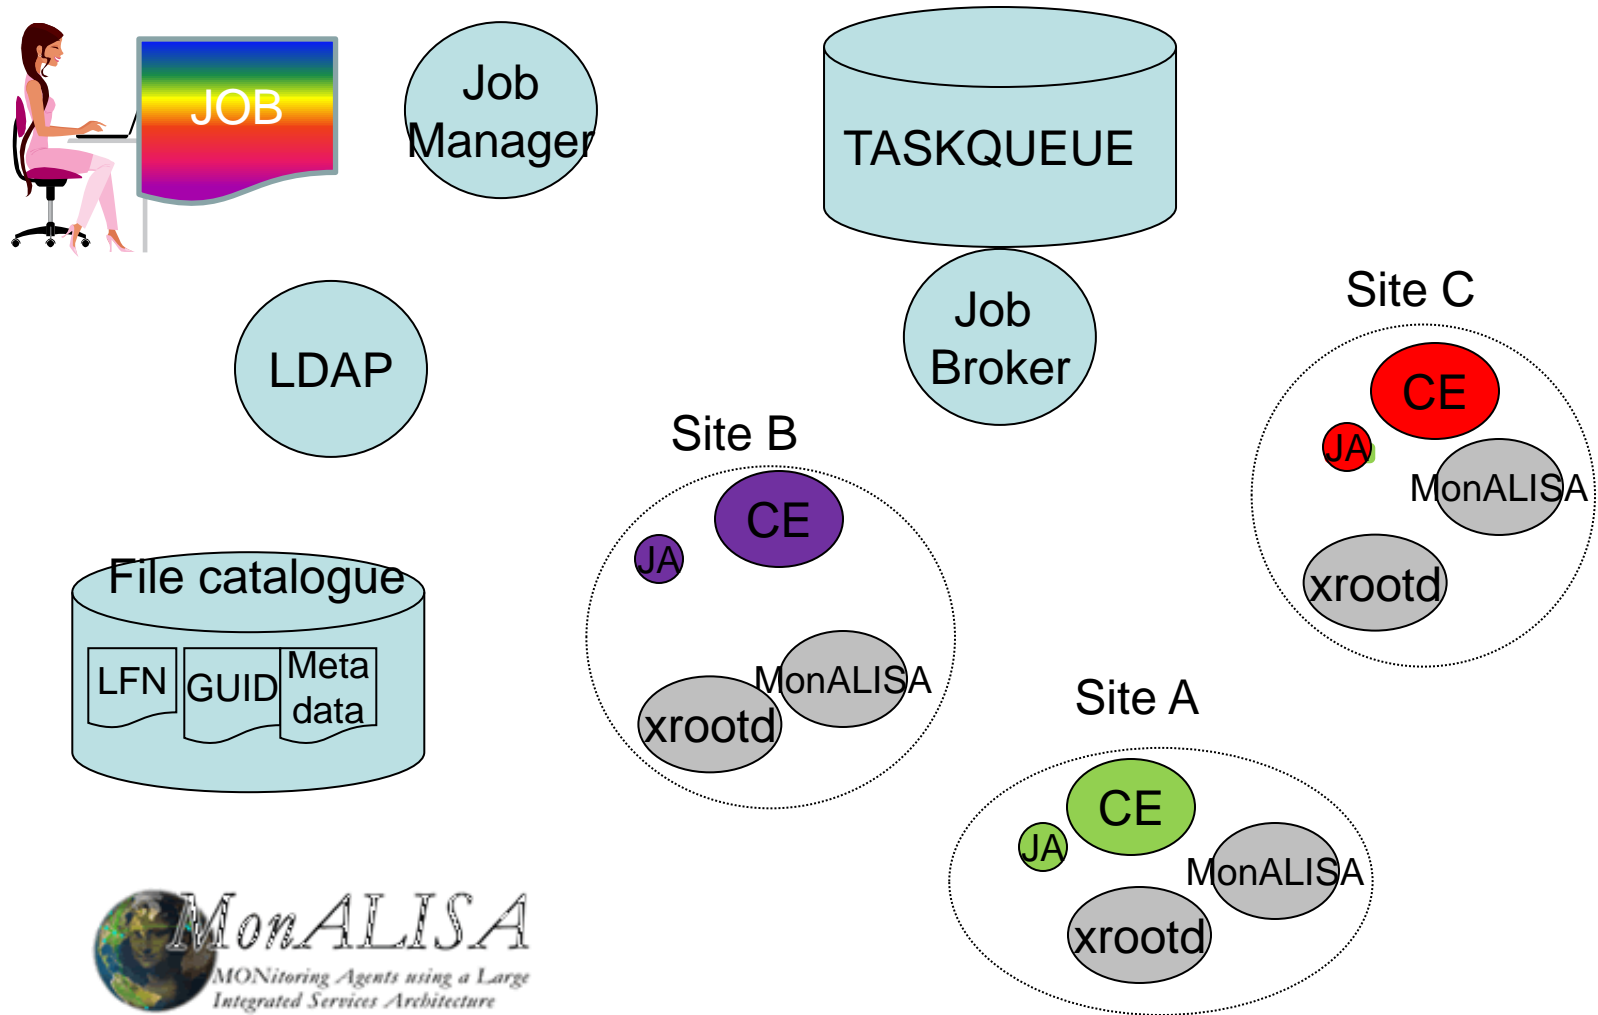 JOB
Job
Manager
TASKQUEUE
Job
Broker
LDAP
Site C
CE
JA
MonALISA
xrootd
Site B
CE
JA
MonALISA
xrootd
File catalogue
LFN
GUID
Meta
data
Site A
CE
JA
MonALISA
xrootd
MonALISA
MONitoring Agents using a Large
Integrated Services Architecture